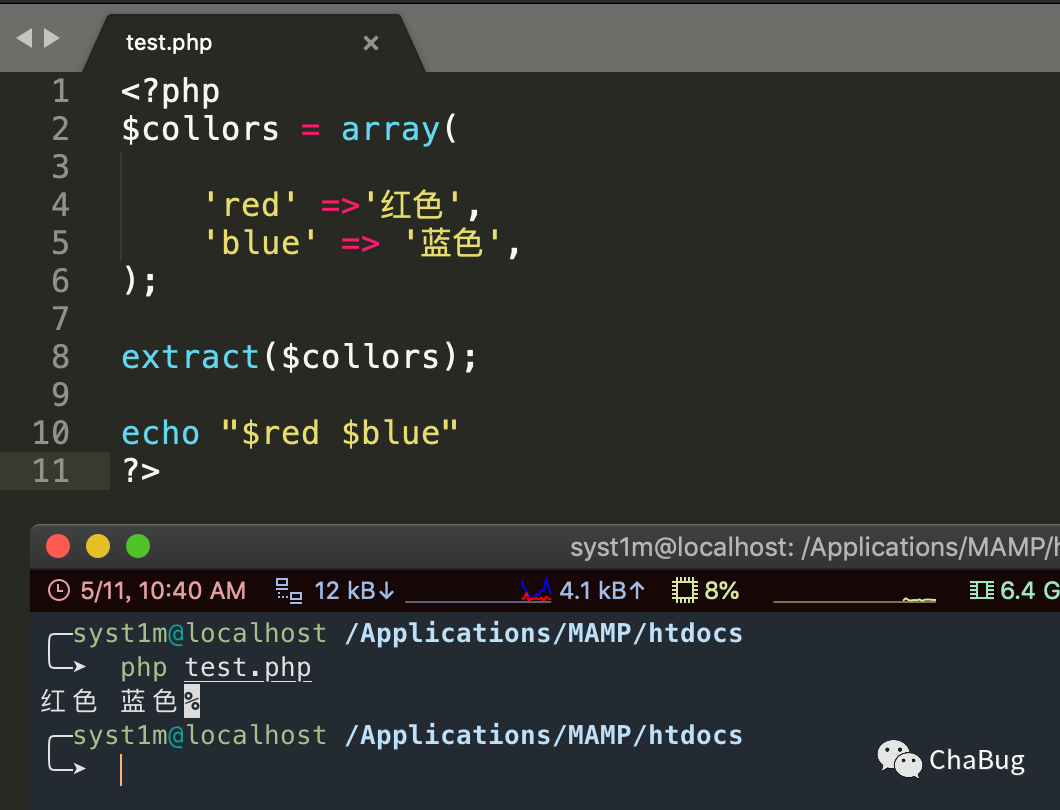 test.php ×
1 <?php
2 $collors = array(
3
4 'red' =>'红色',
5 'blue' => '蓝色',
6 );
7
8 extract($collors);
9
10 echo "$red $blue"
11 ?>
syst1m@localhost: /Applications/MAMP/h
5/11, 10:40 AM 12 kB↓ 4.1 kB↑ 8% 6.4 G
syst1m@localhost /Applications/MAMP/htdocs
php test.php
红色 蓝色%
syst1m@localhost /Applications/MAMP/htdocs
ChaBug